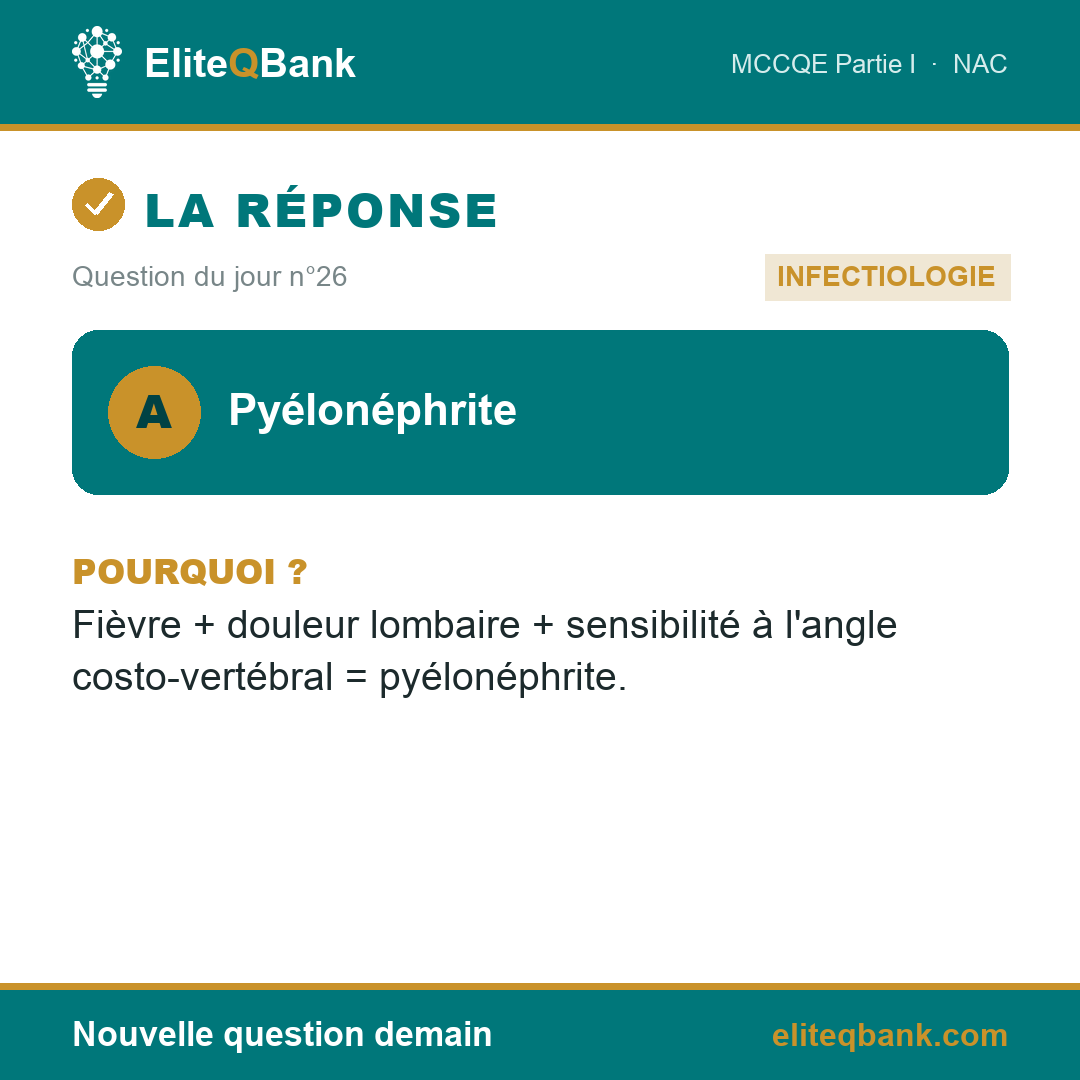 EliteQBank
MCCQE Partie I · NAC
LA RÉPONSE
Question du jour n°26
INFECTIOLOGIE
A
Pyélonéphrite
POURQUOI ?
Fièvre + douleur lombaire + sensibilité à l'angle
costo-vertébral = pyélonéphrite.
Nouvelle question demain
eliteqbank.com